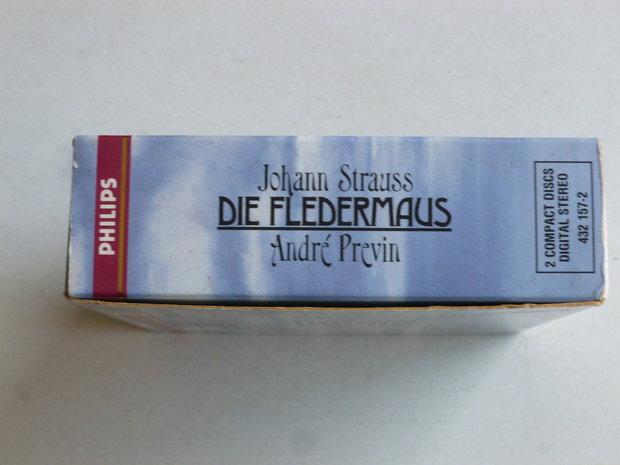 PHILIPS
Johann Strauss
DIE FLEDERMAUS
André Previn
2 COMPACT DISCS
DIGITAL STEREO
432 157-2